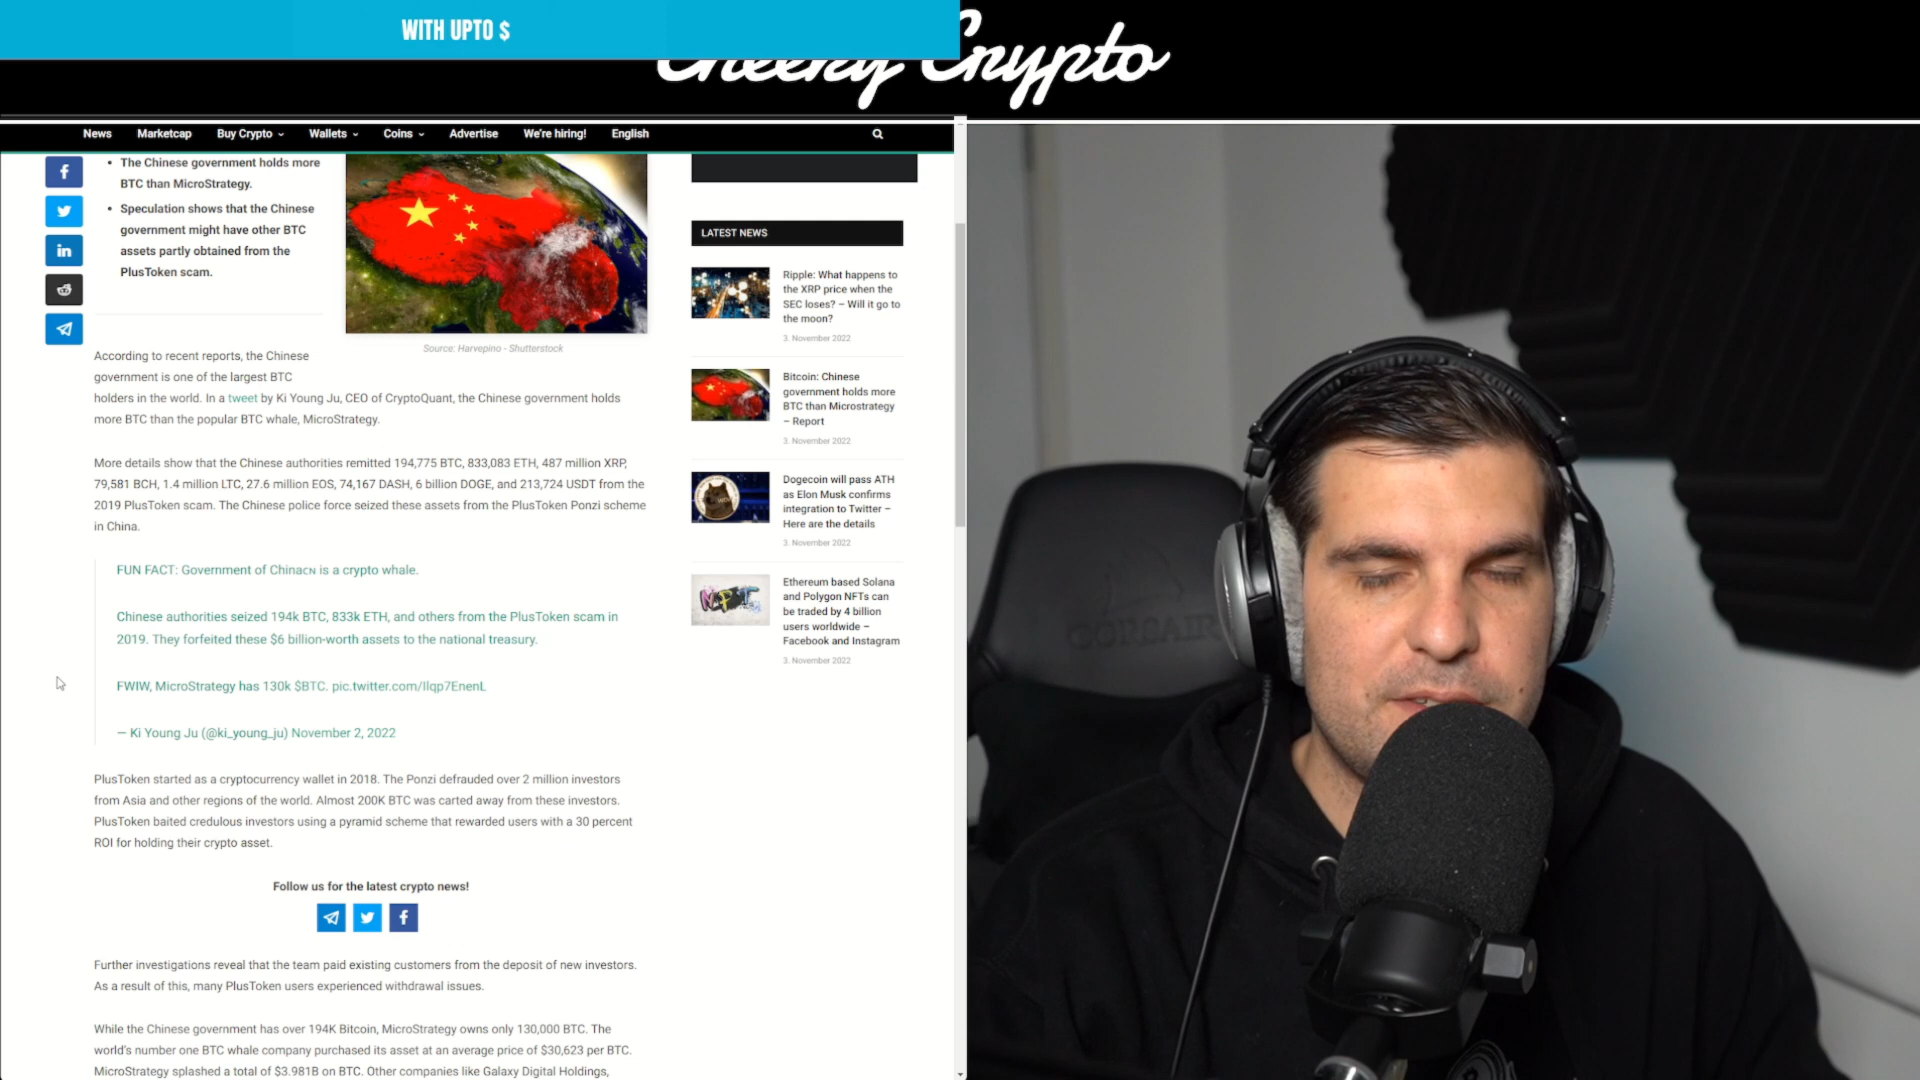 WITH UPTO $
Cheeky Crypto
News Marketcap Buy Crypto Wallets Coins Advertise We're hiring! English
The Chinese government holds more
BTC than MicroStrategy.
Speculation shows that the Chinese
government might have other BTC
assets partly obtained from the
PlusToken scam.
Source: Harvepino - Shutterstock
According to recent reports, the Chinese
government is one of the largest BTC
holders in the world. In a tweet by Ki Young Ju, CEO of CryptoQuant, the Chinese government holds
more BTC than the popular BTC whale, MicroStrategy.
More details show that the Chinese authorities remitted 194,775 BTC, 833,083 ETH, 487 million XRP,
79,581 BCH, 1.4 million LTC, 27.6 million EOS, 74,167 DASH, 6 billion DOGE, and 213,724 USDT from the
2019 PlusToken scam. The Chinese police force seized these assets from the PlusToken Ponzi scheme
in China.
FUN FACT: Government of ChinaCN is a crypto whale.
Chinese authorities seized 194k BTC, 833k ETH, and others from the PlusToken scam in
2019. They forfeited these $6 billion-worth assets to the national treasury.
FWIW, MicroStrategy has 130k $BTC. pic.twitter.com/Ilqp7EnenL
— Ki Young Ju (@ki_young_ju) November 2, 2022
PlusToken started as a cryptocurrency wallet in 2018. The Ponzi defrauded over 2 million investors
from Asia and other regions of the world. Almost 200K BTC was carted away from these investors.
PlusToken baited credulous investors using a pyramid scheme that rewarded users with a 30 percent
ROI for holding their crypto asset.
Follow us for the latest crypto news!
Further investigations reveal that the team paid existing customers from the deposit of new investors.
As a result of this, many PlusToken users experienced withdrawal issues.
While the Chinese government has over 194K Bitcoin, MicroStrategy owns only 130,000 BTC. The
world's number one BTC whale company purchased its asset at an average price of $30,623 per BTC.
MicroStrategy splashed a total of $3.981B on BTC. Other companies like Galaxy Digital Holdings,
LATEST NEWS
Ripple: What happens to
the XRP price when the
SEC loses? – Will it go to
the moon?
3. November 2022
Bitcoin: Chinese
government holds more
BTC than Microstrategy
– Report
3. November 2022
Dogecoin will pass ATH
as Elon Musk confirms
integration to Twitter –
Here are the details
3. November 2022
NFT
Ethereum based Solana
and Polygon NFTs can
be traded by 4 billion
users worldwide –
Facebook and Instagram
3. November 2022
CORSAIR